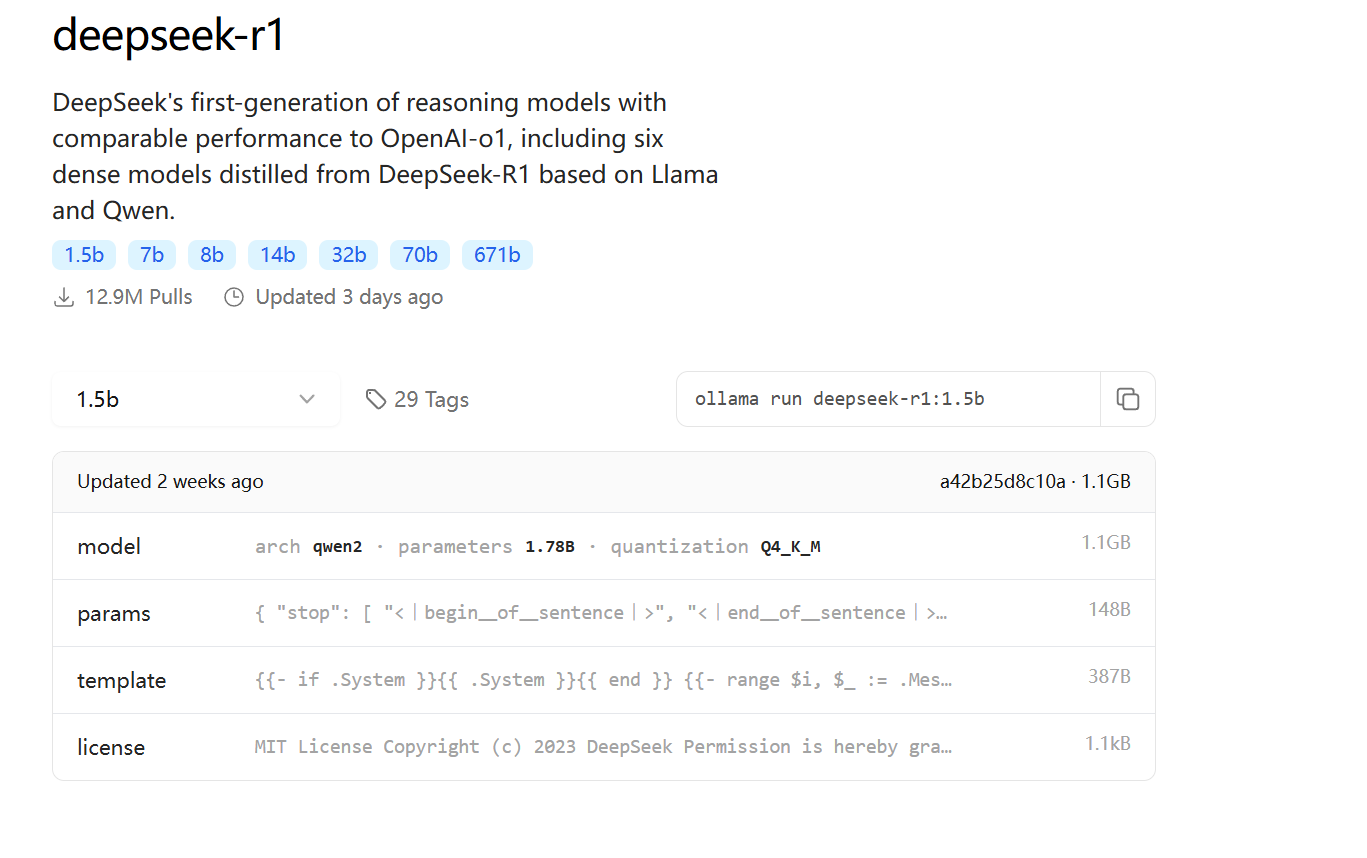 deepseek-r1
DeepSeek's first-generation of reasoning models with
comparable performance to OpenAI-o1, including six
dense models distilled from DeepSeek-R1 based on Llama
and Qwen.
1.5b 7b 8b 14b 32b 70b 671b
12.9M Pulls Updated 3 days ago
1.5b 29 Tags ollama run deepseek-r1:1.5b
Updated 2 weeks ago a42b25d8c10a · 1.1GB
model arch qwen2 · parameters 1.78B · quantization Q4_K_M 1.1GB
params { "stop": [ "<｜begin__of__sentence｜>", "<｜end__of__sentence｜>… 148B
template {{- if .System }}{{ .System }}{{ end }} {{- range $i, $_ := .Mes… 387B
license MIT License Copyright (c) 2023 DeepSeek Permission is hereby gra… 1.1kB